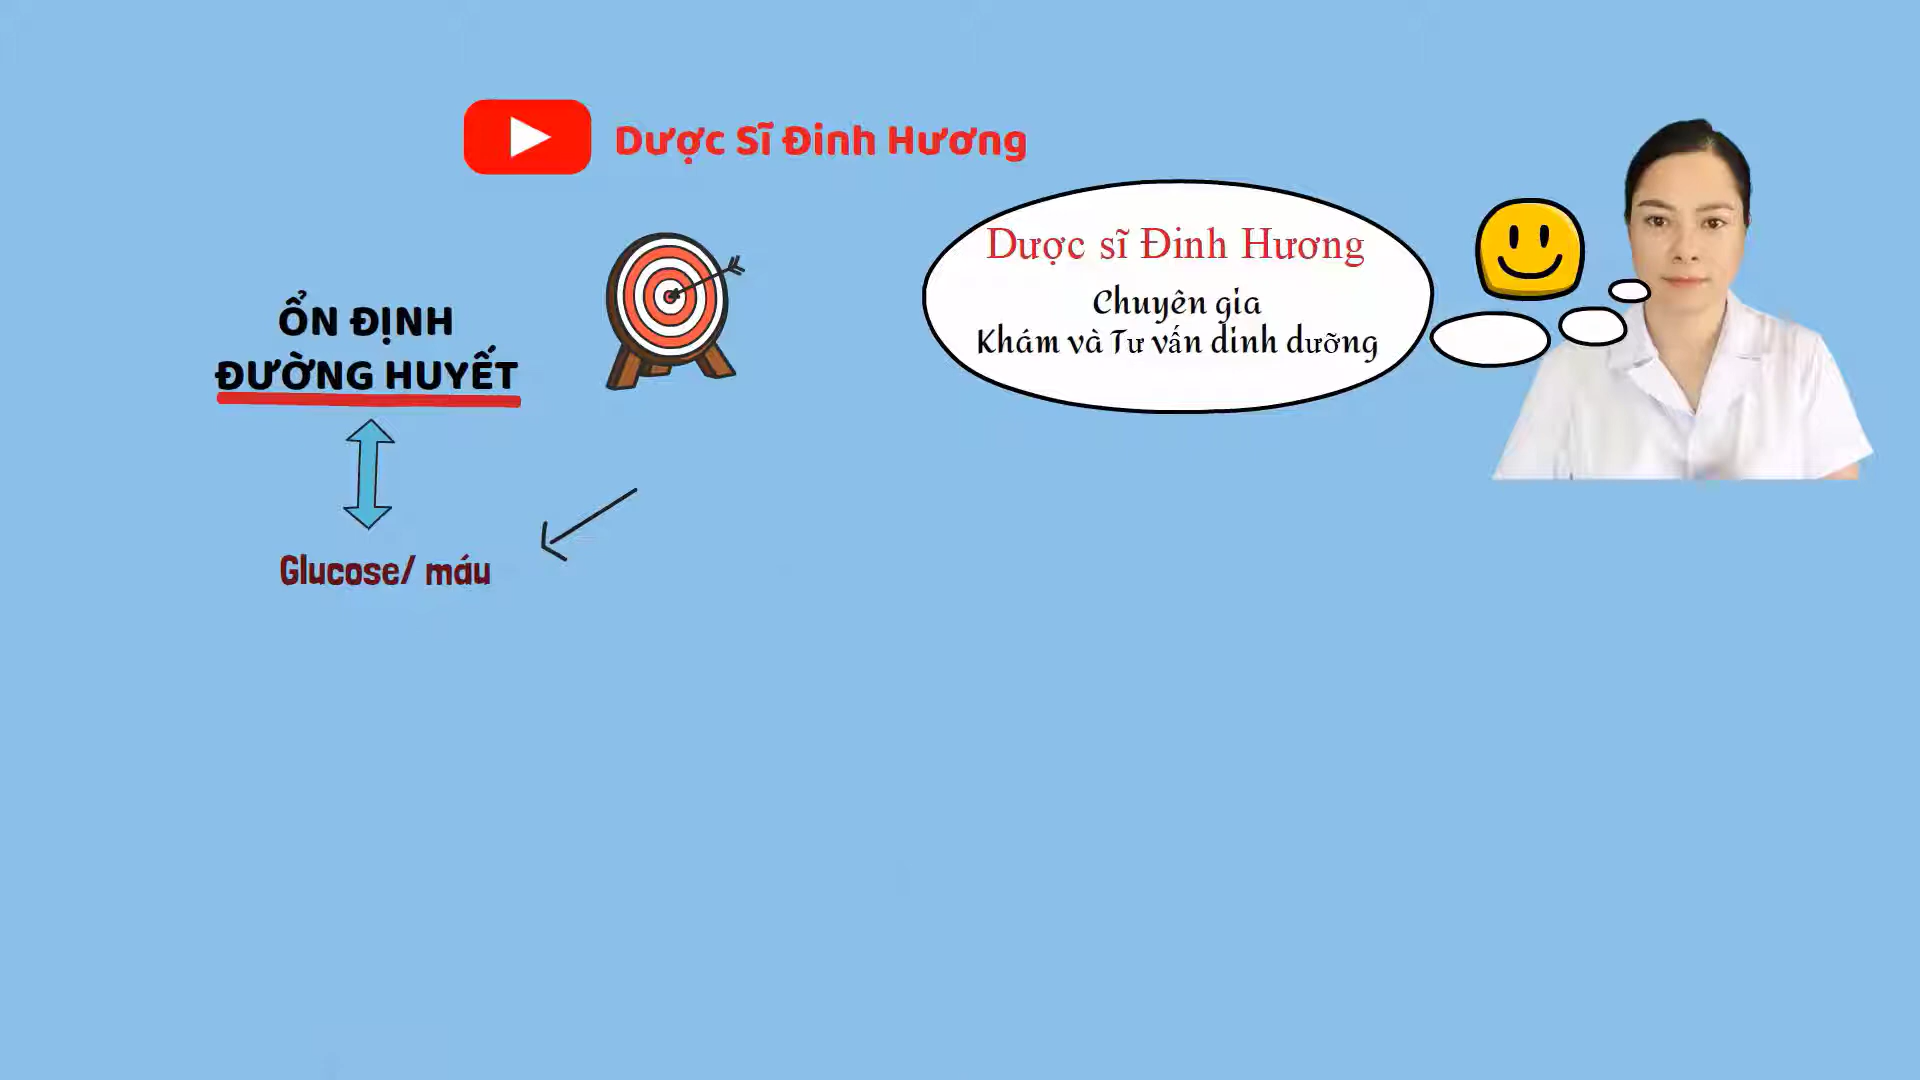 Dược Sĩ Đinh Hương
Dược sĩ Đinh Hương
Chuyên gia
Khám và Tư vấn dinh dưỡng
ỔN ĐỊNH
ĐƯỜNG HUYẾT
Glucose/ máu